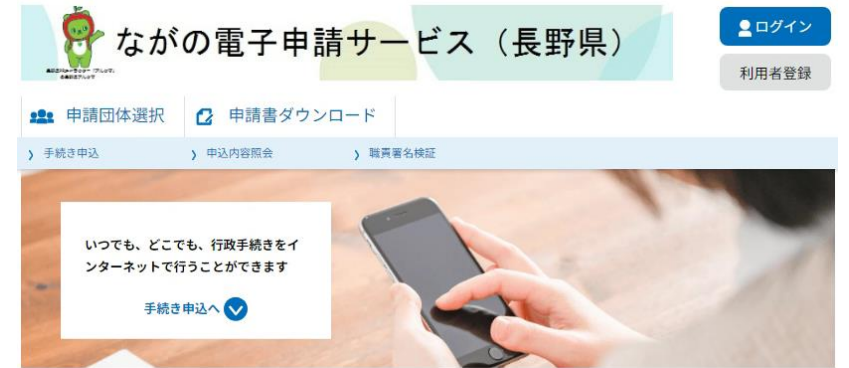 ながの電子申請サービス（長野県）
ログイン
利用者登録
申請団体選択
申請書ダウンロード
手続き申込
申込内容照会
職責署名検証
いつでも、どこでも、行政手続きをイ
ンターネットで行うことができます
手続き申込へ